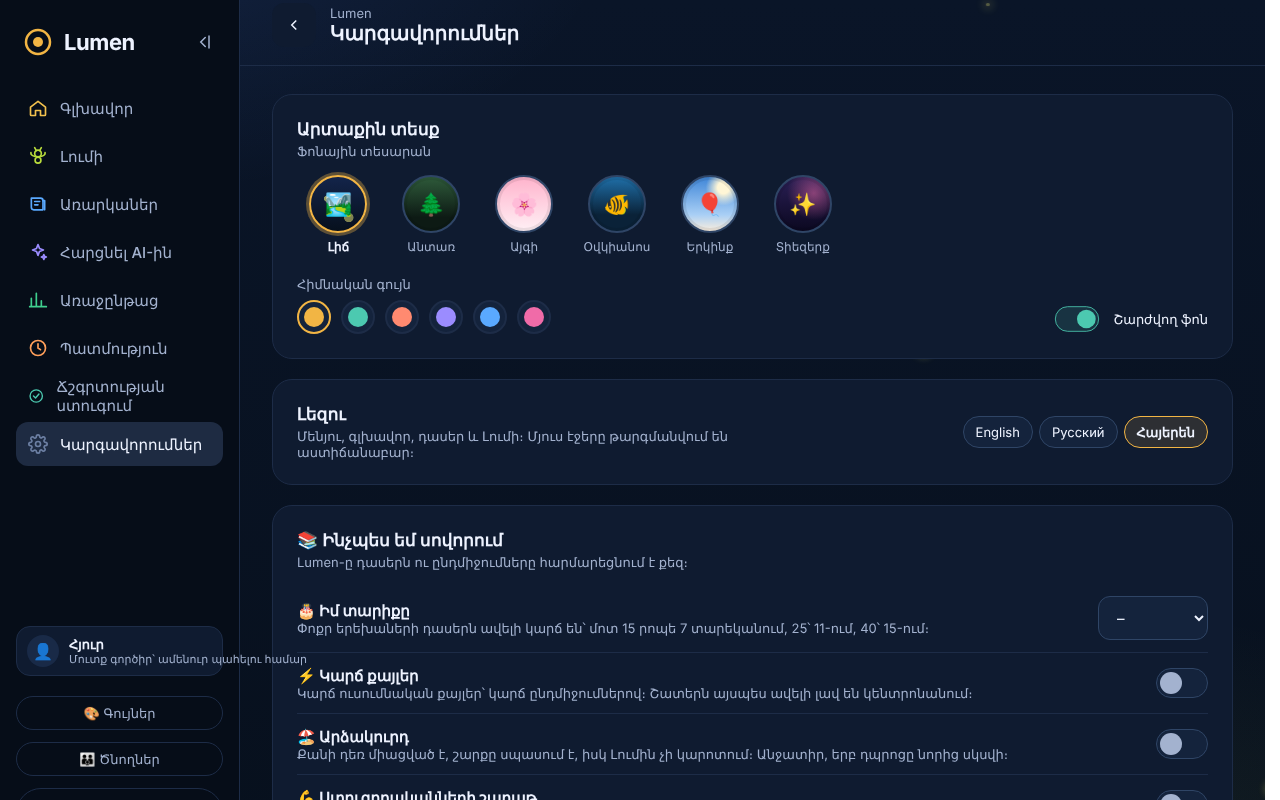 Lumen
Գլխավոր
Լումի
Առարկաներ
Հարցնել AI-ին
Առաջընթաց
Պատմություն
Ճշգրտության
ստուգում
Կարգավորումներ
Հյուր
Մուտք գործիր՝ ամենուր պահելու համար
Գույներ
Ծնողներ
Lumen
Կարգավորումներ
Արտաքին տեսք
Ֆոնային տեսարան
Լիճ
Անտառ
Այգի
Օվկիանոս
Երկինք
Տիեզերք
Հիմնական գույն
Շարժվող ֆոն
Լեզու
Մենյու, գլխավոր, դասեր և Լումի։ Մյուս էջերը թարգմանվում են
աստիճանաբար։
English
Русский
Հայերեն
Ինչպես եմ սովորում
Lumen-ը դասերն ու ընդմիջումները հարմարեցնում է քեզ։
Իմ տարիքը
Փոքր երեխաների դասերն ավելի կարճ են՝ մոտ 15 րոպե 7 տարեկանում, 25՝ 11-ում, 40՝ 15-ում։
–
Կարճ քայլեր
Կարճ ուսումնական քայլեր՝ կարճ ընդմիջումներով։ Շատերն այսպես ավելի լավ են կենտրոնանում։
Արձակուրդ
Քանի դեռ միացված է, շարքը սպասում է, իսկ Լումին չի կարոտում։ Անջատիր, երբ դպրոցը նորից սկսվի։
Ստուգողականների շաբաթ